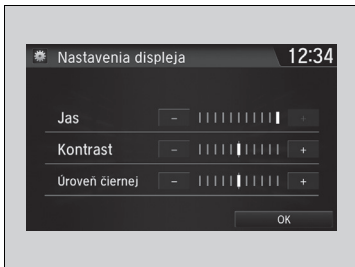 Nastavenia displeja 12:34
Jas - +
Kontrast - +
Úroveň čiernej - +
OK